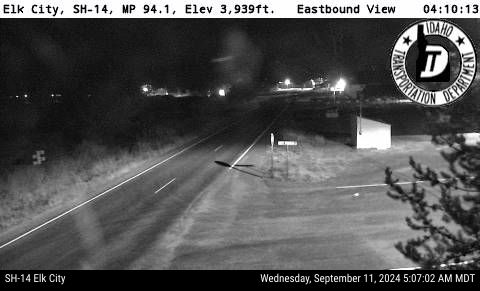 Elk City, SH-14, MP 94.1, Elev 3,939ft. Eastbound View 04:10:13
IDAHO
TRANSPORTATION DEPARTMENT
SH-14 Elk City Wednesday, September 11, 2024 5:07:02 AM MDT